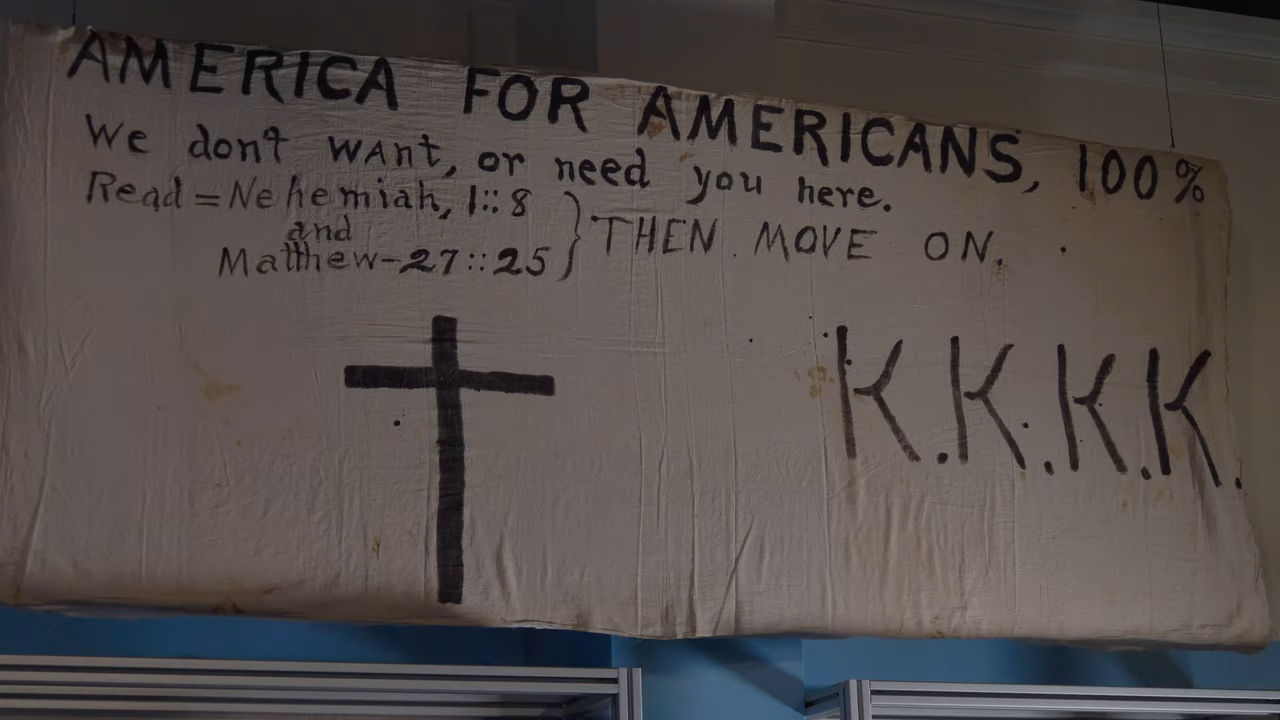 AMERICA FOR AMERICANS, 100%
We don't want, or need you here.
Read = Nehemiah, 1::8
and
Matthew-27::25
} THEN MOVE ON.
K.K.K.K.